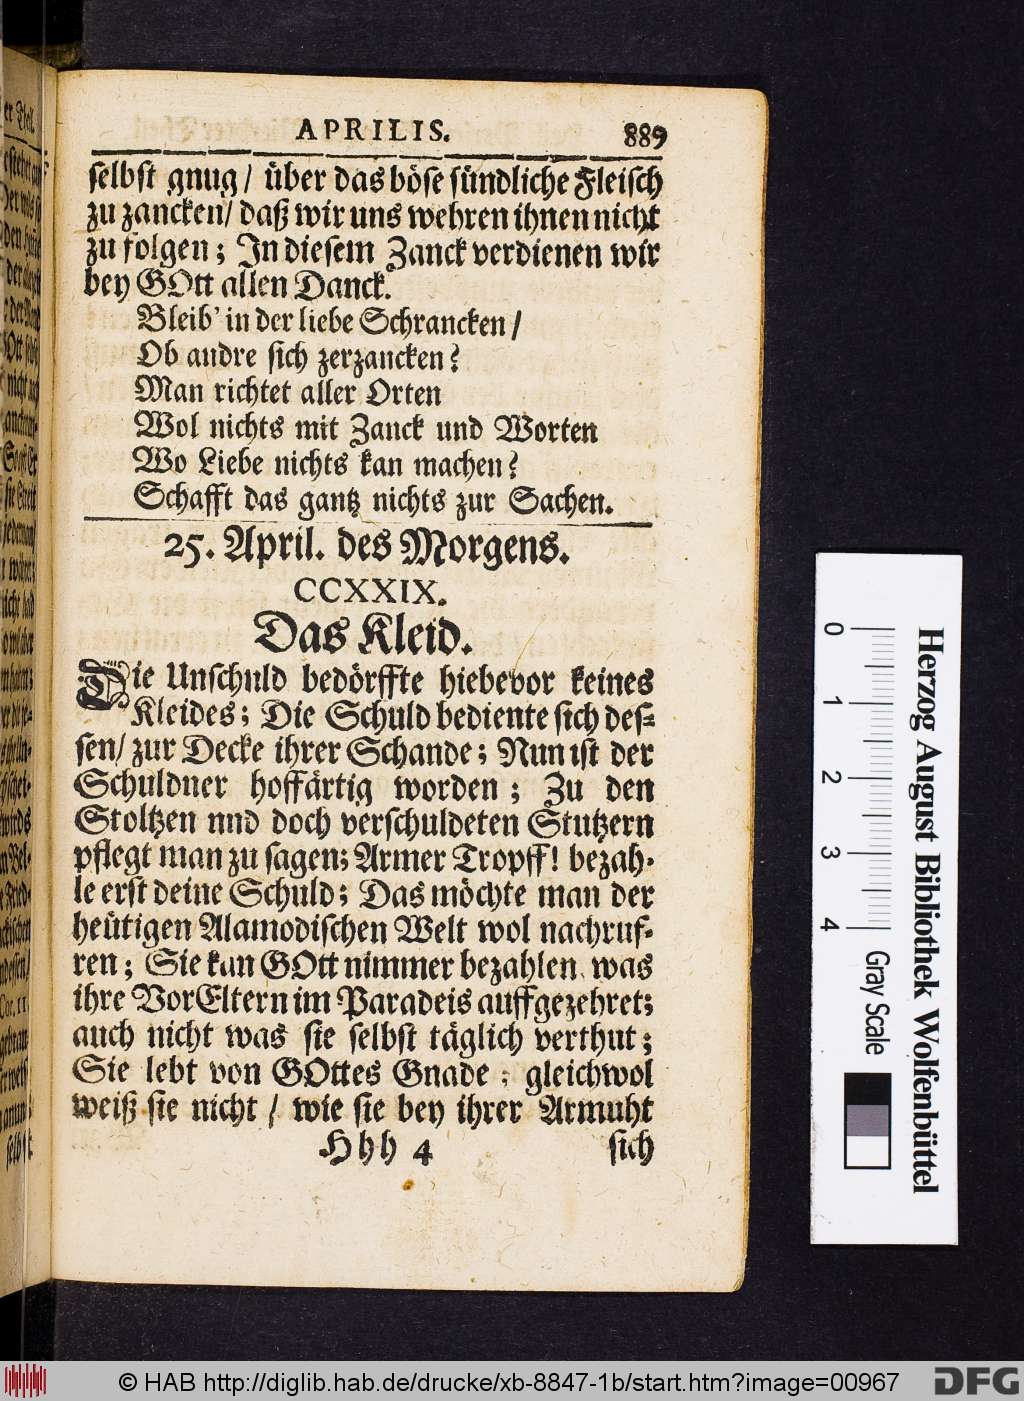 APRILIS. 889
selbst gnug / über das böse sündliche Fleisch
zu zancken / daß wir uns wehren ihnen nicht
zu folgen; In diesem Zanck verdienen wir
bey GOtt allen Danck.
Bleib' in der liebe Schrancken /
Ob andre sich zerzancken?
Man richtet aller Orten
Wol nichts mit Zanck und Worten
Wo Liebe nichts kan machen?
Schafft das gantz nichts zur Sachen.
25. April. des Morgens.
CCXXIX.
Das Kleid.
Die Unschuld bedörffte hiebevor keines
Kleides; Die Schuld bediente sich des=
sen / zur Decke ihrer Schande; Nun ist der
Schuldner hoffärtig worden; Zu den
Stoltzen nnd doch verschuldeten Stutzern
pflegt man zu sagen; Armer Tropff! bezah=
le erst deine Schuld; Das möchte man der
heütigen Alamodischen Welt wol nachruf=
ren; Sie kan GOtt nimmer bezahlen, was
ihre VorEltern im Paradeis auffgezehret;
auch nicht was sie selbst täglich verthut;
Sie lebt von GOttes Gnade; gleichwol
weiß sie nicht / wie sie bey ihrer Armuht
Hhh 4 sich
0 1 2 3 4
Gray Scale
Herzog August Bibliothek Wolfenbüttel
© HAB http://diglib.hab.de/drucke/xb-8847-1b/start.htm?image=00967
DFG